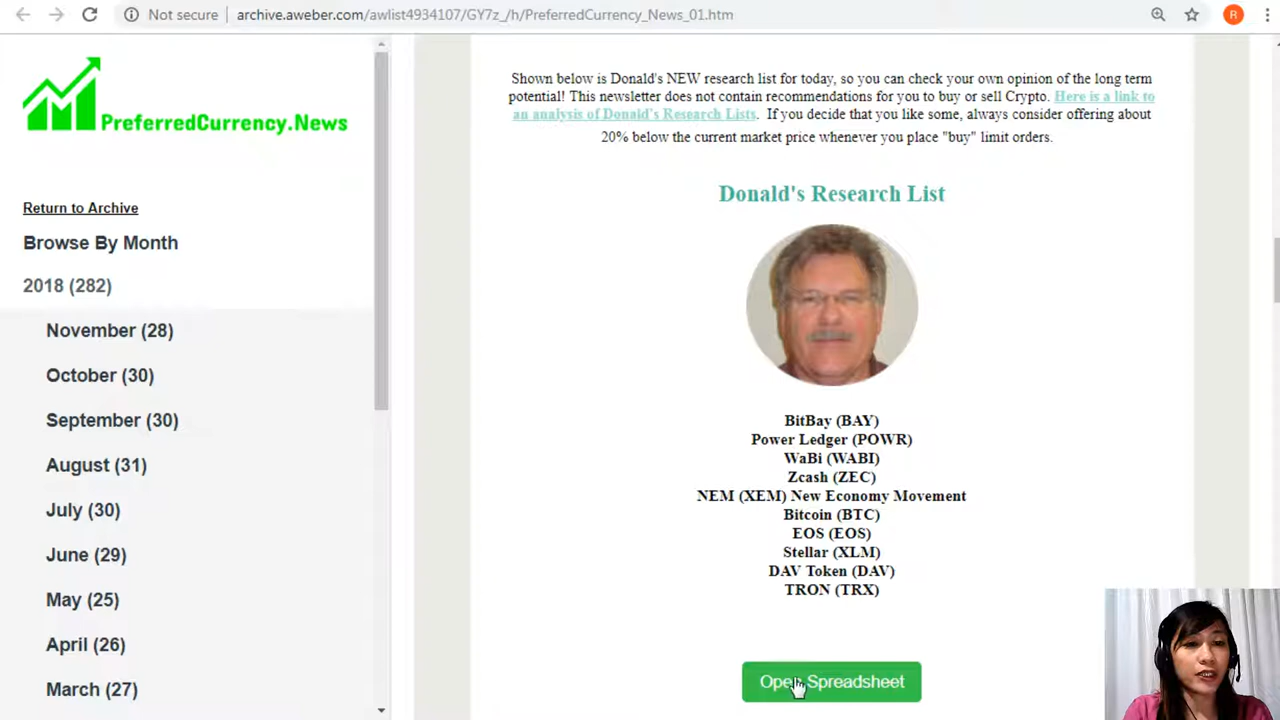 Not secure archive.aweber.com/awlist4934107/GY7z_/h/PreferredCurrency_News_01.htm
R
PreferredCurrency.News
Return to Archive
Browse By Month
2018 (282)
November (28)
October (30)
September (30)
August (31)
July (30)
June (29)
May (25)
April (26)
March (27)
Shown below is Donald's NEW research list for today, so you can check your own opinion of the long term
potential! This newsletter does not contain recommendations for you to buy or sell Crypto. Here is a link to
an analysis of Donald's Research Lists. If you decide that you like some, always consider offering about
20% below the current market price whenever you place "buy" limit orders.
Donald's Research List
BitBay (BAY)
Power Ledger (POWR)
WaBi (WABI)
Zcash (ZEC)
NEM (XEM) New Economy Movement
Bitcoin (BTC)
EOS (EOS)
Stellar (XLM)
DAV Token (DAV)
TRON (TRX)
Open Spreadsheet